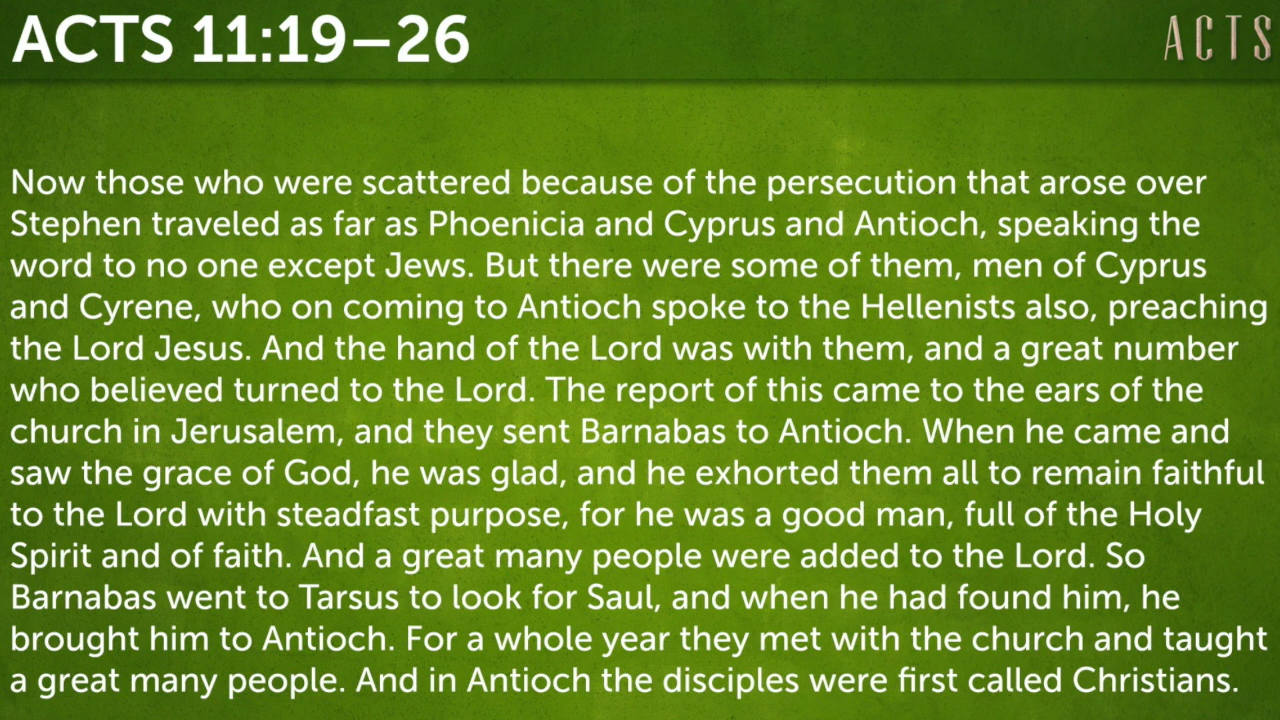 ACTS 11:19–26
ACTS
Now those who were scattered because of the persecution that arose over
Stephen traveled as far as Phoenicia and Cyprus and Antioch, speaking the
word to no one except Jews. But there were some of them, men of Cyprus
and Cyrene, who on coming to Antioch spoke to the Hellenists also, preaching
the Lord Jesus. And the hand of the Lord was with them, and a great number
who believed turned to the Lord. The report of this came to the ears of the
church in Jerusalem, and they sent Barnabas to Antioch. When he came and
saw the grace of God, he was glad, and he exhorted them all to remain faithful
to the Lord with steadfast purpose, for he was a good man, full of the Holy
Spirit and of faith. And a great many people were added to the Lord. So
Barnabas went to Tarsus to look for Saul, and when he had found him, he
brought him to Antioch. For a whole year they met with the church and taught
a great many people. And in Antioch the disciples were first called Christians.